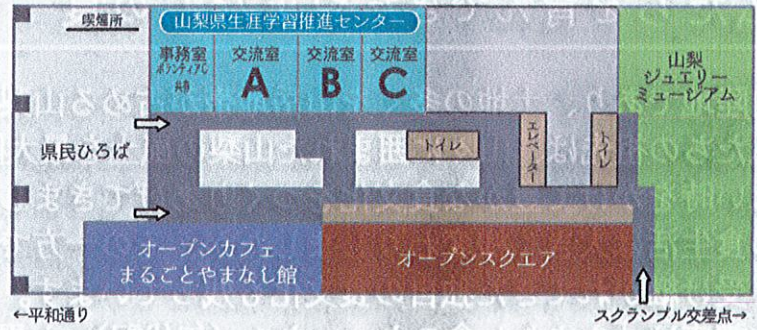 喫煙所
山梨県生涯学習推進センター
事務室
ボランティアNC
共働
交流室
A
交流室
B
交流室
C
山梨
ジュエリー
ミュージアム
県民ひろば
トイレ
エレベーター
トイレ
オープンカフェ
まるごとやまなし館
オープンスクエア
←平和通り
スクランブル交差点→